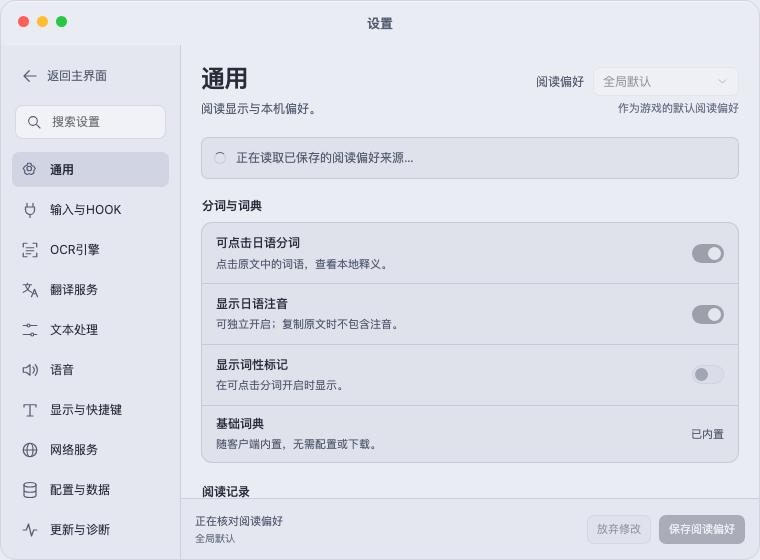 设置
返回主界面
搜索设置
通用
输入与HOOK
OCR引擎
翻译服务
文本处理
语音
显示与快捷键
网络服务
配置与数据
更新与诊断
通用
阅读显示与本机偏好。
阅读偏好
全局默认
作为游戏的默认阅读偏好
正在读取已保存的阅读偏好来源...
分词与词典
可点击日语分词
点击原文中的词语，查看本地释义。
显示日语注音
可独立开启；复制原文时不包含注音。
显示词性标记
在可点击分词开启时显示。
基础词典
随客户端内置，无需配置或下载。
已内置
阅读记录
正在核对阅读偏好
全局默认
放弃修改
保存阅读偏好